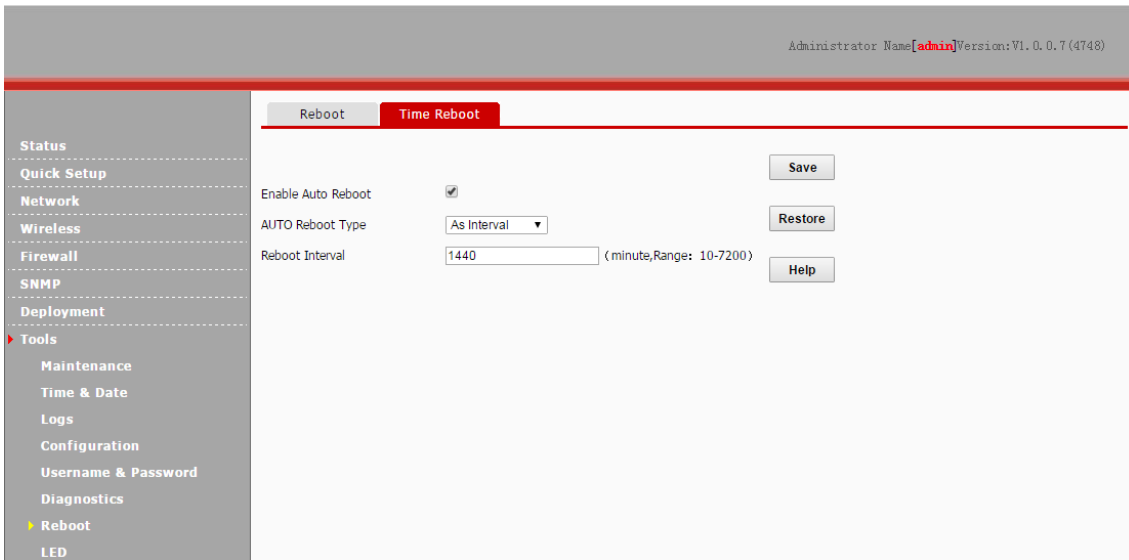 Administrator Name[admin]Version:V1.0.0.7(4748)
Reboot
Time Reboot
Status
Quick Setup
Network
Wireless
Firewall
SNMP
Deployment
Tools
Maintenance
Time & Date
Logs
Configuration
Username & Password
Diagnostics
Reboot
LED
Enable Auto Reboot
AUTO Reboot Type As Interval
Reboot Interval 1440 (minute,Range: 10-7200)
Save
Restore
Help